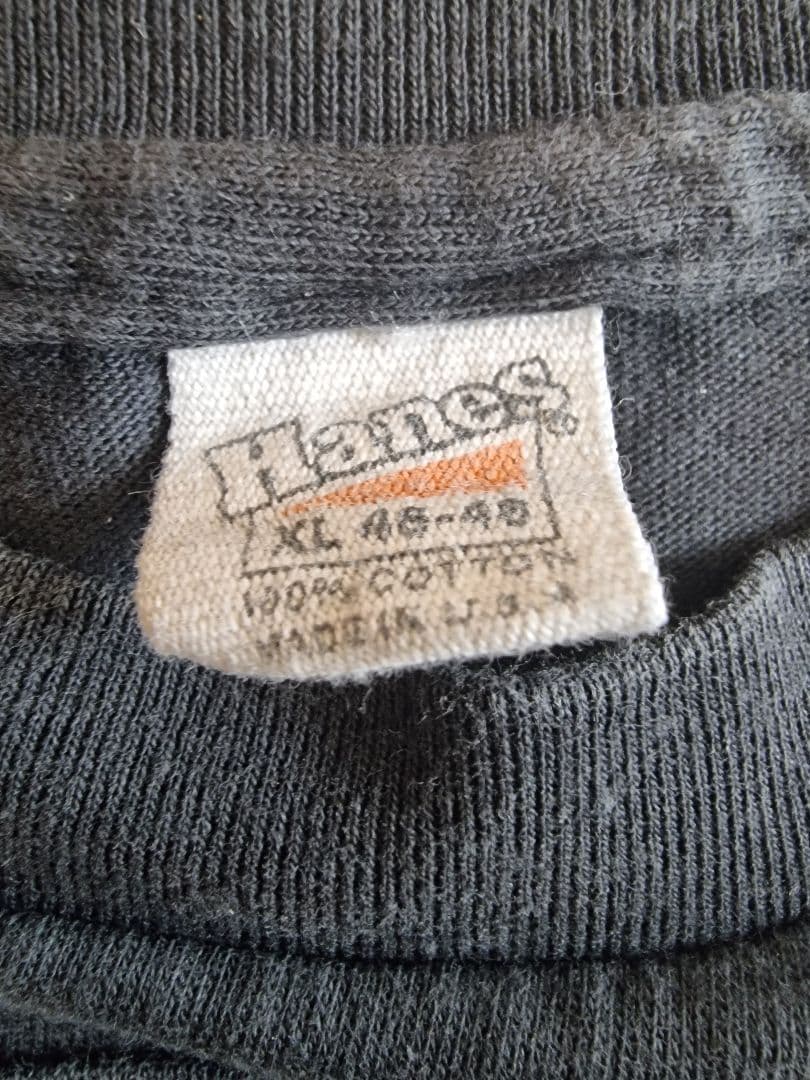 Hanes®
XL 46-48
100% COTTON
MADE IN U.S.A.